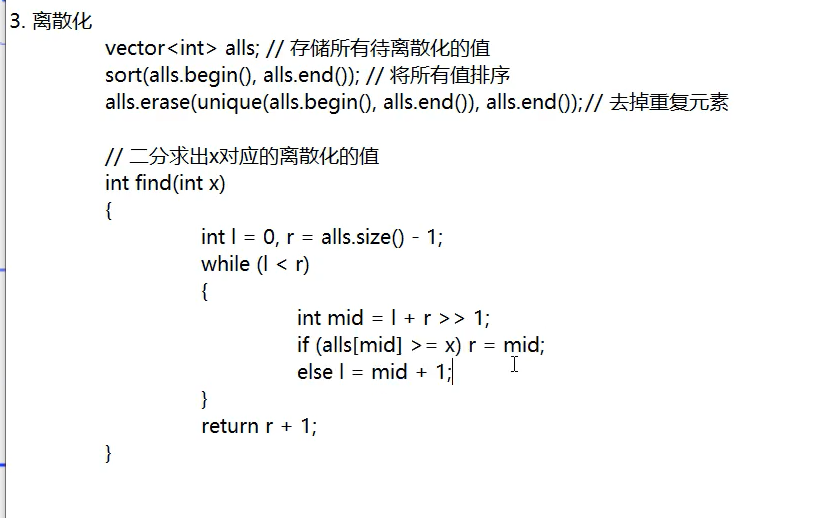 3. 离散化
vector<int> alls; // 存储所有待离散化的值
sort(alls.begin(), alls.end()); // 将所有值排序
alls.erase(unique(alls.begin(), alls.end()), alls.end());// 去掉重复元素
// 二分求出x对应的离散化的值
int find(int x)
{
int l = 0, r = alls.size() - 1;
while (l < r)
{
int mid = l + r >> 1;
if (alls[mid] >= x) r = mid;
else l = mid + 1;
}
return r + 1;
}